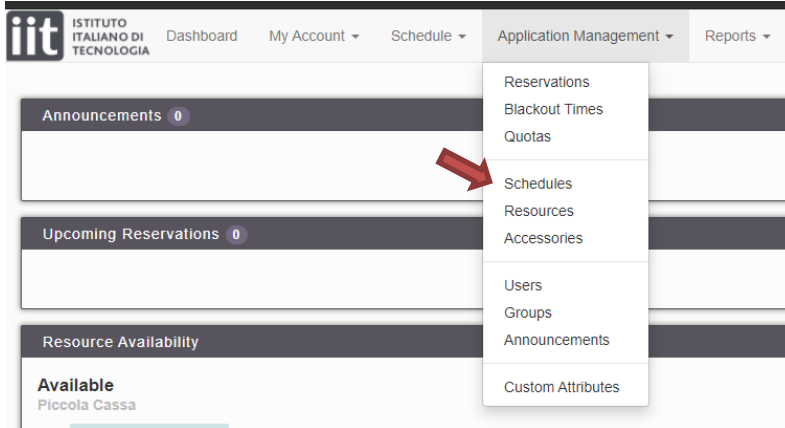 iit ISTITUTO
ITALIANO DI
TECNOLOGIA
Dashboard My Account Schedule Application Management Reports
Reservations
Blackout Times
Quotas
Schedules
Resources
Accessories
Users
Groups
Announcements
Custom Attributes
Announcements 0
Upcoming Reservations 0
Resource Availability
Available
Piccola Cassa